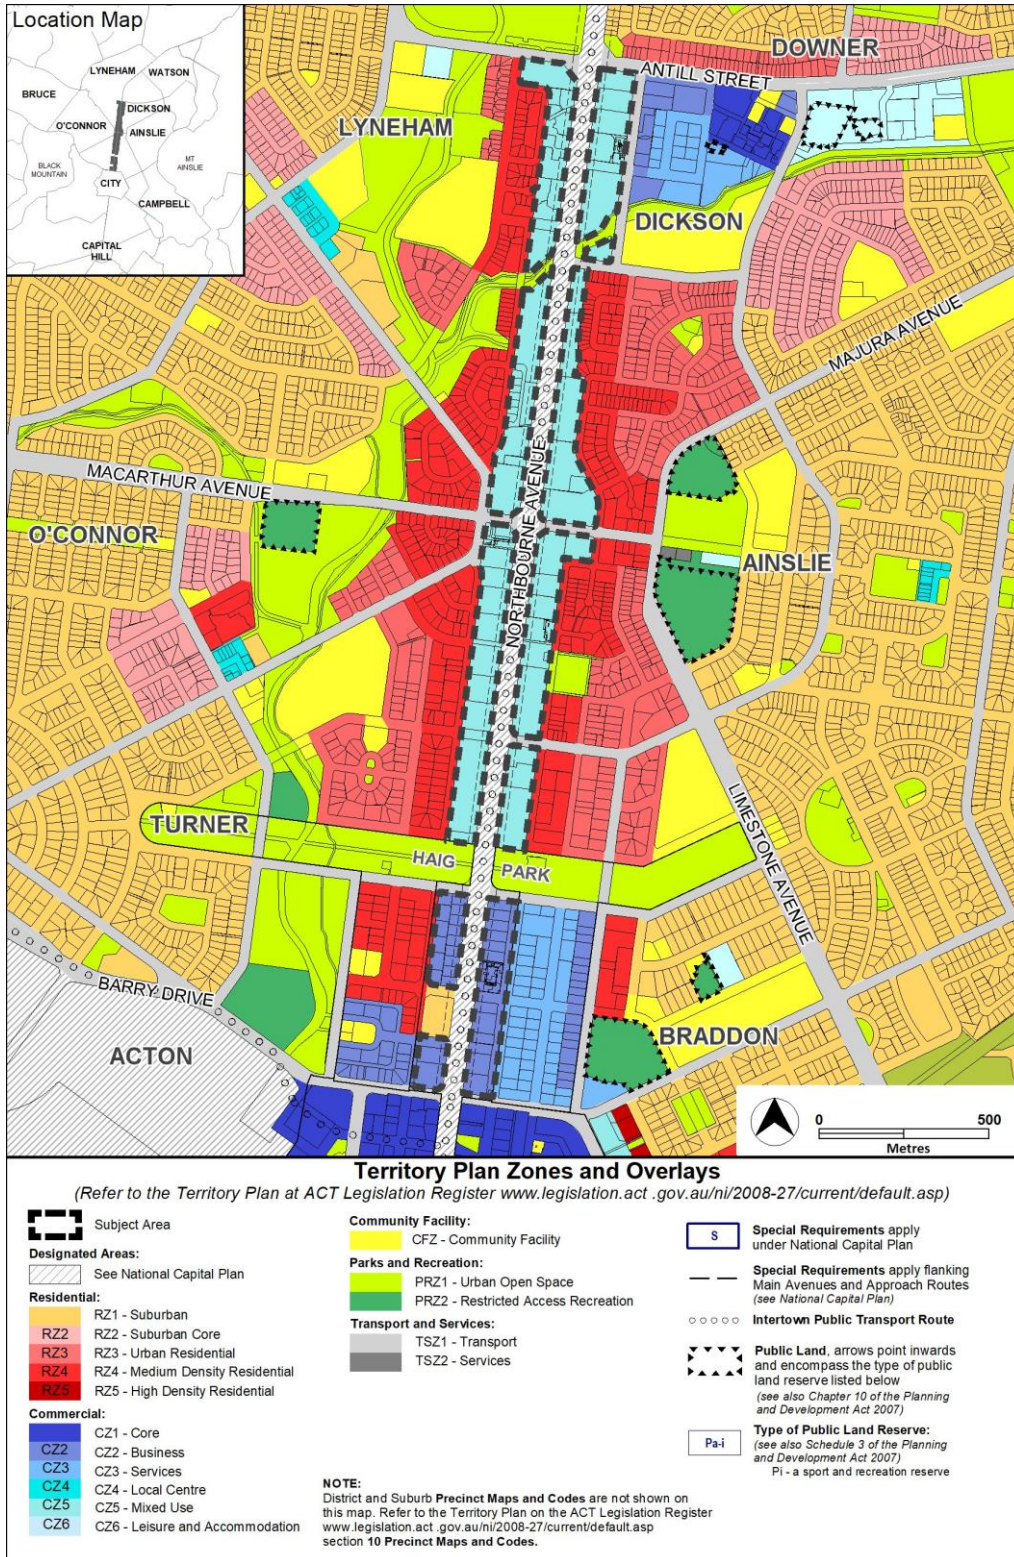 Location Map
LYNEHAM
WATSON
BRUCE
DICKSON
O'CONNOR
AINSLIE
BLACK
MOUNTAIN
MT
AINSLIE
CITY
CAMPBELL
CAPITAL
HILL
DOWNER
ANTILL STREET
LYNEHAM
DICKSON
MAJURA AVENUE
MACARTHUR AVENUE
NORTHBOURNE AVENUE
O'CONNOR
AINSLIE
LIMESTONE AVENUE
TURNER
HAIG
PARK
BARRY DRIVE
ACTON
BRADDON
0
500
Metres
Territory Plan Zones and Overlays
(Refer to the Territory Plan at ACT Legislation Register www.legislation.act .gov.au/ni/2008-27/current/default.asp)
Subject Area
Designated Areas:
See National Capital Plan
Residential:
RZ1 - Suburban
RZ2 RZ2 - Suburban Core
RZ3 RZ3 - Urban Residential
RZ4 RZ4 - Medium Density Residential
RZ5 RZ5 - High Density Residential
Commercial:
CZ1 - Core
CZ2 CZ2 - Business
CZ3 CZ3 - Services
CZ4 CZ4 - Local Centre
CZ5 CZ5 - Mixed Use
CZ6 CZ6 - Leisure and Accommodation
Community Facility:
CFZ - Community Facility
Parks and Recreation:
PRZ1 - Urban Open Space
PRZ2 - Restricted Access Recreation
Transport and Services:
TSZ1 - Transport
TSZ2 - Services
NOTE:
District and Suburb Precinct Maps and Codes are not shown on
this map. Refer to the Territory Plan on the ACT Legislation Register
www.legislation.act .gov.au/ni/2008-27/current/default.asp
section 10 Precinct Maps and Codes.
S Special Requirements apply
under National Capital Plan
Special Requirements apply flanking
Main Avenues and Approach Routes
(see National Capital Plan)
Intertown Public Transport Route
Public Land, arrows point inwards
and encompass the type of public
land reserve listed below
(see also Chapter 10 of the Planning
and Development Act 2007)
Pa-i Type of Public Land Reserve:
(see also Schedule 3 of the Planning
and Development Act 2007)
Pi - a sport and recreation reserve